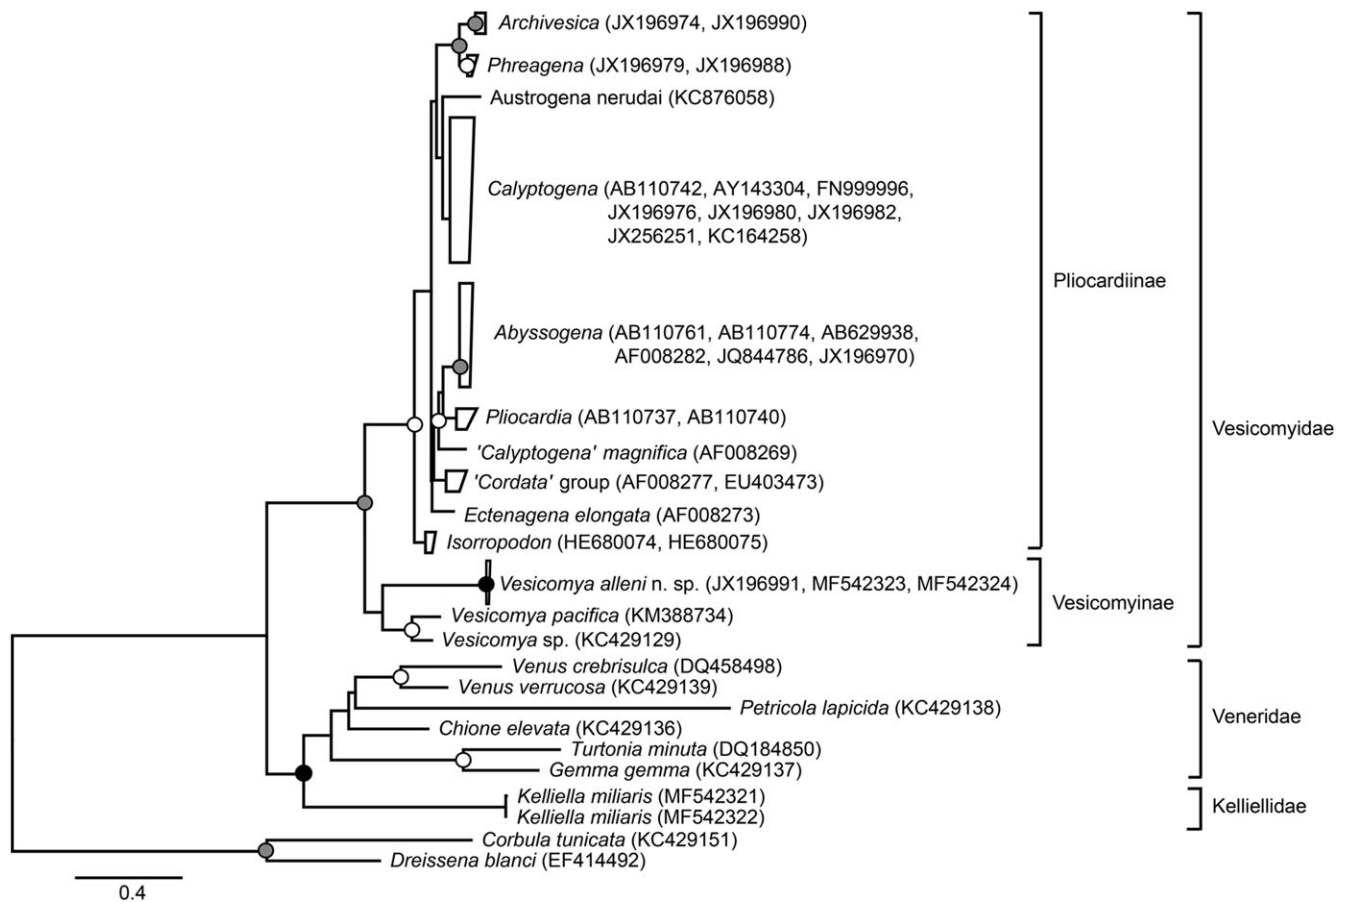 Archivesica (JX196974, JX196990)
Phreagena (JX196979, JX196988)
Austrogena nerudai (KC876058)
Calyptogena (AB110742, AY143304, FN999996,
JX196976, JX196980, JX196982,
JX256251, KC164258)
Pliocardiinae
Abyssogena (AB110761, AB110774, AB629938,
AF008282, JQ844786, JX196970)
Pliocardia (AB110737, AB110740)
Vesicomyidae
'Calyptogena' magnifica (AF008269)
'Cordata' group (AF008277, EU403473)
Ectenagena elongata (AF008273)
Isorropodon (HE680074, HE680075)
Vesicomya alleni n. sp. (JX196991, MF542323, MF542324)
Vesicomyinae
Vesicomya pacifica (KM388734)
Vesicomya sp. (KC429129)
Venus crebrisulca (DQ458498)
Venus verrucosa (KC429139)
Petricola lapicida (KC429138)
Veneridae
Chione elevata (KC429136)
Turtonia minuta (DQ184850)
Gemma gemma (KC429137)
Kelliella miliaris (MF542321)
Kelliellidae
Kelliella miliaris (MF542322)
Corbula tunicata (KC429151)
Dreissena blanci (EF414492)
0.4